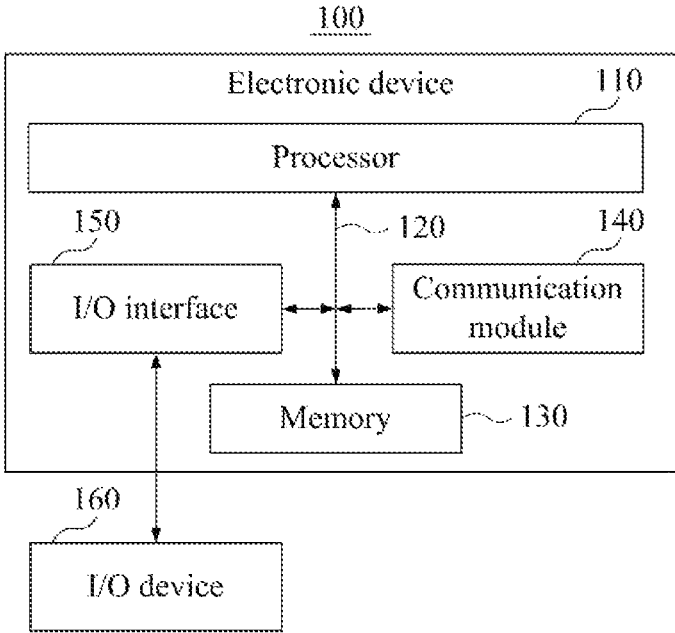 100
Electronic device
110
Processor
120
150
140
I/O interface
Communication
module
Memory
130
160
I/O device